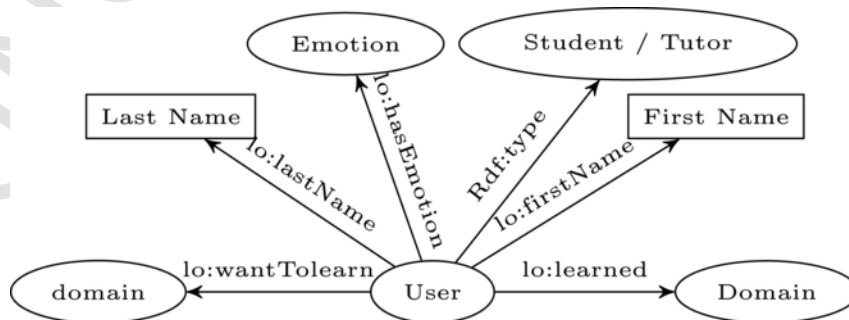 Emotion
Student / Tutor
Last Name
First Name
lo:lastName
lo:hasEmotion
Rdf:type
lo:firstName
lo:wantTolearn
lo:learned
domain
User
Domain